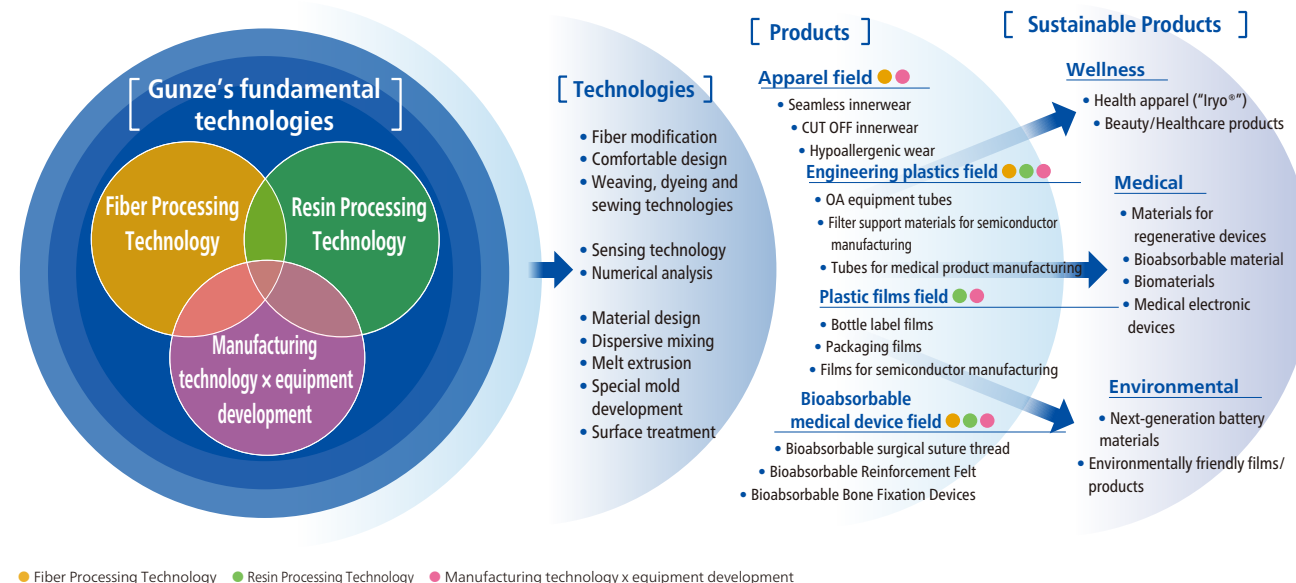 [ Gunze's fundamental
technologies ]
Fiber Processing
Technology
Resin Processing
Technology
Manufacturing
technology × equipment
development
[ Technologies ]
• Fiber modification
• Comfortable design
• Weaving, dyeing and
sewing technologies
• Sensing technology
• Numerical analysis
• Material design
• Dispersive mixing
• Melt extrusion
• Special mold
development
• Surface treatment
[ Products ]
Apparel field
• Seamless innerwear
• CUT OFF innerwear
• Hypoallergenic wear
Engineering plastics field
• OA equipment tubes
• Filter support materials for semiconductor
manufacturing
• Tubes for medical product manufacturing
Plastic films field
• Bottle label films
• Packaging films
• Films for semiconductor manufacturing
Bioabsorbable
medical device field
• Bioabsorbable surgical suture thread
• Bioabsorbable Reinforcement Felt
• Bioabsorbable Bone Fixation Devices
[ Sustainable Products ]
Wellness
• Health apparel ("Iryo®")
• Beauty/Healthcare products
Medical
• Materials for
regenerative devices
• Bioabsorbable material
• Biomaterials
• Medical electronic
devices
Environmental
• Next-generation battery
materials
• Environmentally friendly films/
products
● Fiber Processing Technology ● Resin Processing Technology ● Manufacturing technology x equipment development